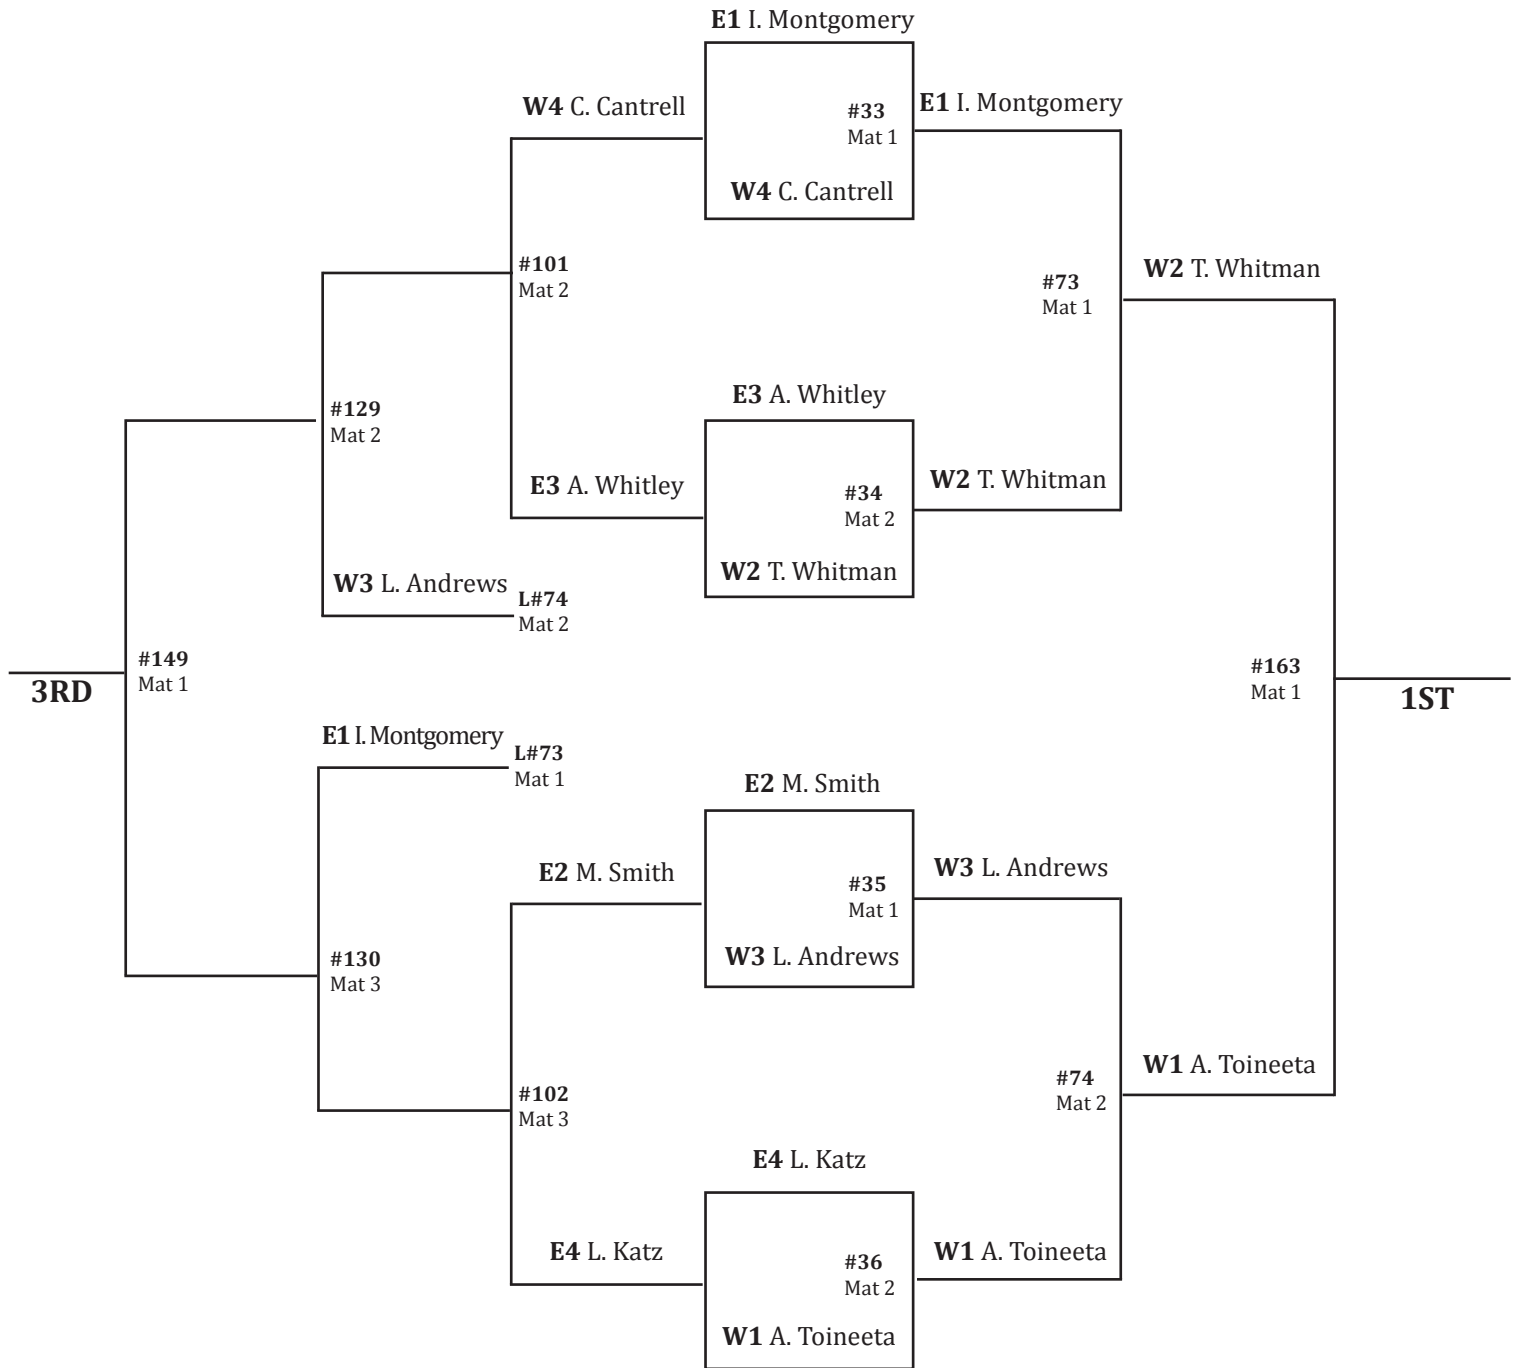 E1 I. Montgomery
W4 C. Cantrell
#33
Mat 1
E1 I. Montgomery
W4 C. Cantrell
#101
Mat 2
#73
Mat 1
W2 T. Whitman
E3 A. Whitley
#129
Mat 2
E3 A. Whitley
#34
Mat 2
W2 T. Whitman
W2 T. Whitman
W3 L. Andrews
L#74
Mat 2
#149
Mat 1
3RD
#163
Mat 1
1ST
E1 I. Montgomery
L#73
Mat 1
E2 M. Smith
E2 M. Smith
#35
Mat 1
W3 L. Andrews
W3 L. Andrews
#130
Mat 3
#102
Mat 3
#74
Mat 2
W1 A. Toineeta
E4 L. Katz
E4 L. Katz
#36
Mat 2
W1 A. Toineeta
W1 A. Toineeta